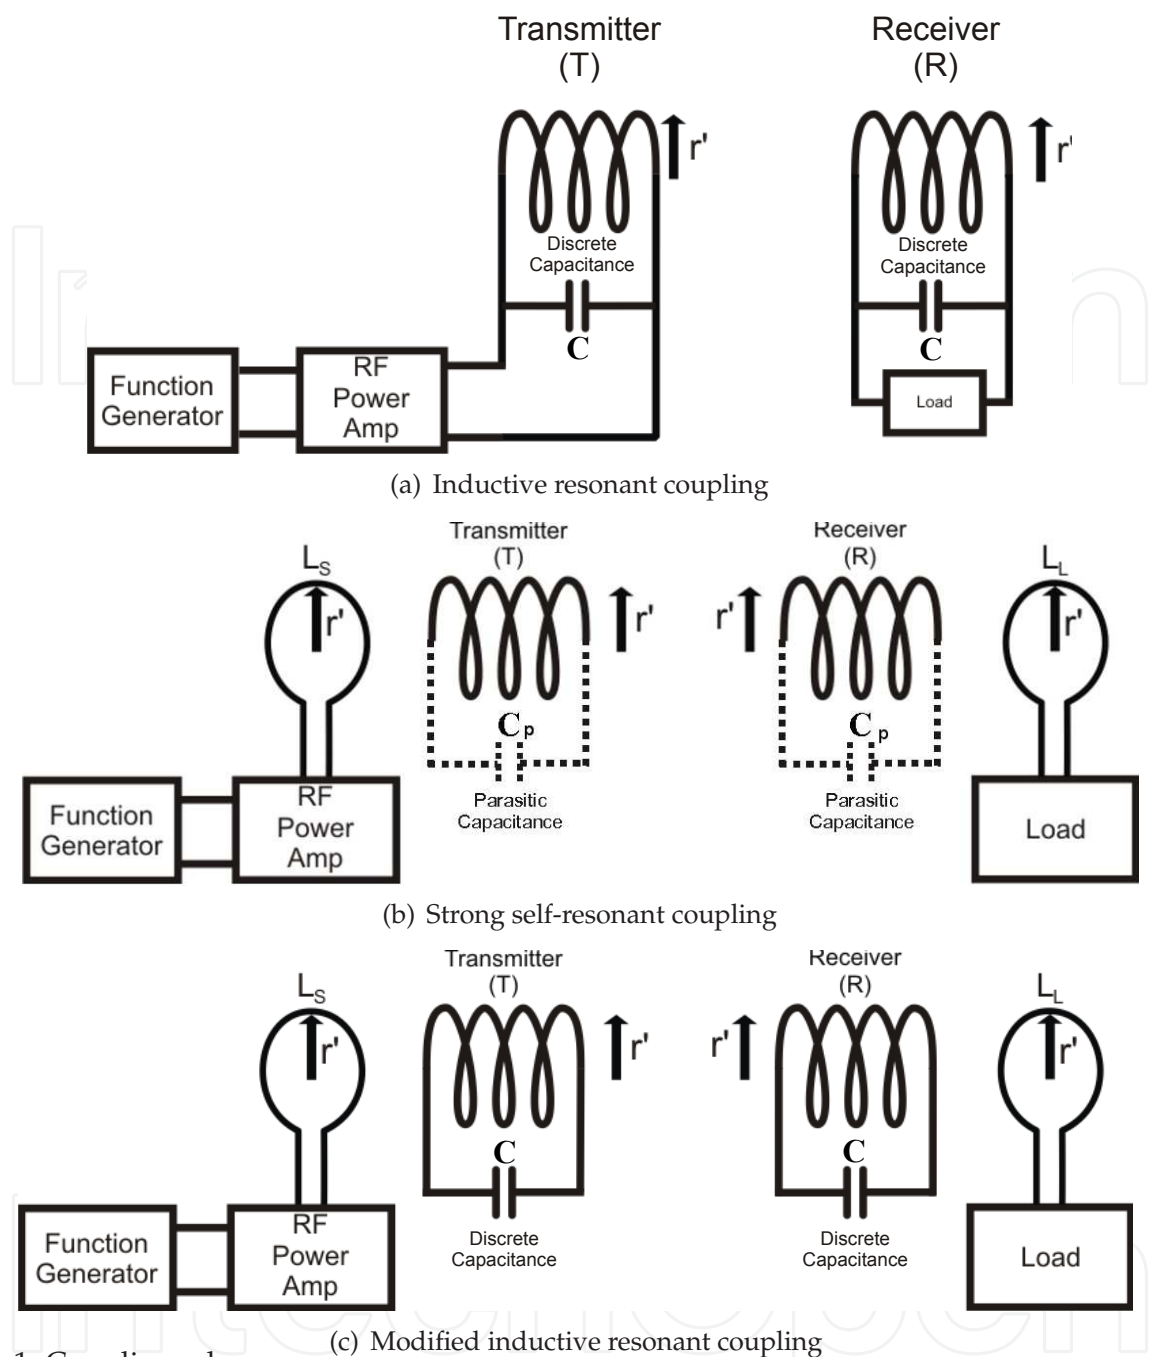 Transmitter
(T)
Receiver
(R)
r'
r'
Discrete
Capacitance
C
Discrete
Capacitance
C
Function
Generator
RF
Power
Amp
Load
(a) Inductive resonant coupling
LS
r'
Transmitter
(T)
r'
Receiver
(R)
r'
LL
r'
Cp
Parasitic
Capacitance
Cp
Parasitic
Capacitance
Function
Generator
RF
Power
Amp
Load
(b) Strong self-resonant coupling
LS
r'
Transmitter
(T)
r'
Receiver
(R)
r'
LL
r'
C
Discrete
Capacitance
C
Discrete
Capacitance
Function
Generator
RF
Power
Amp
Load
(c) Modified inductive resonant coupling